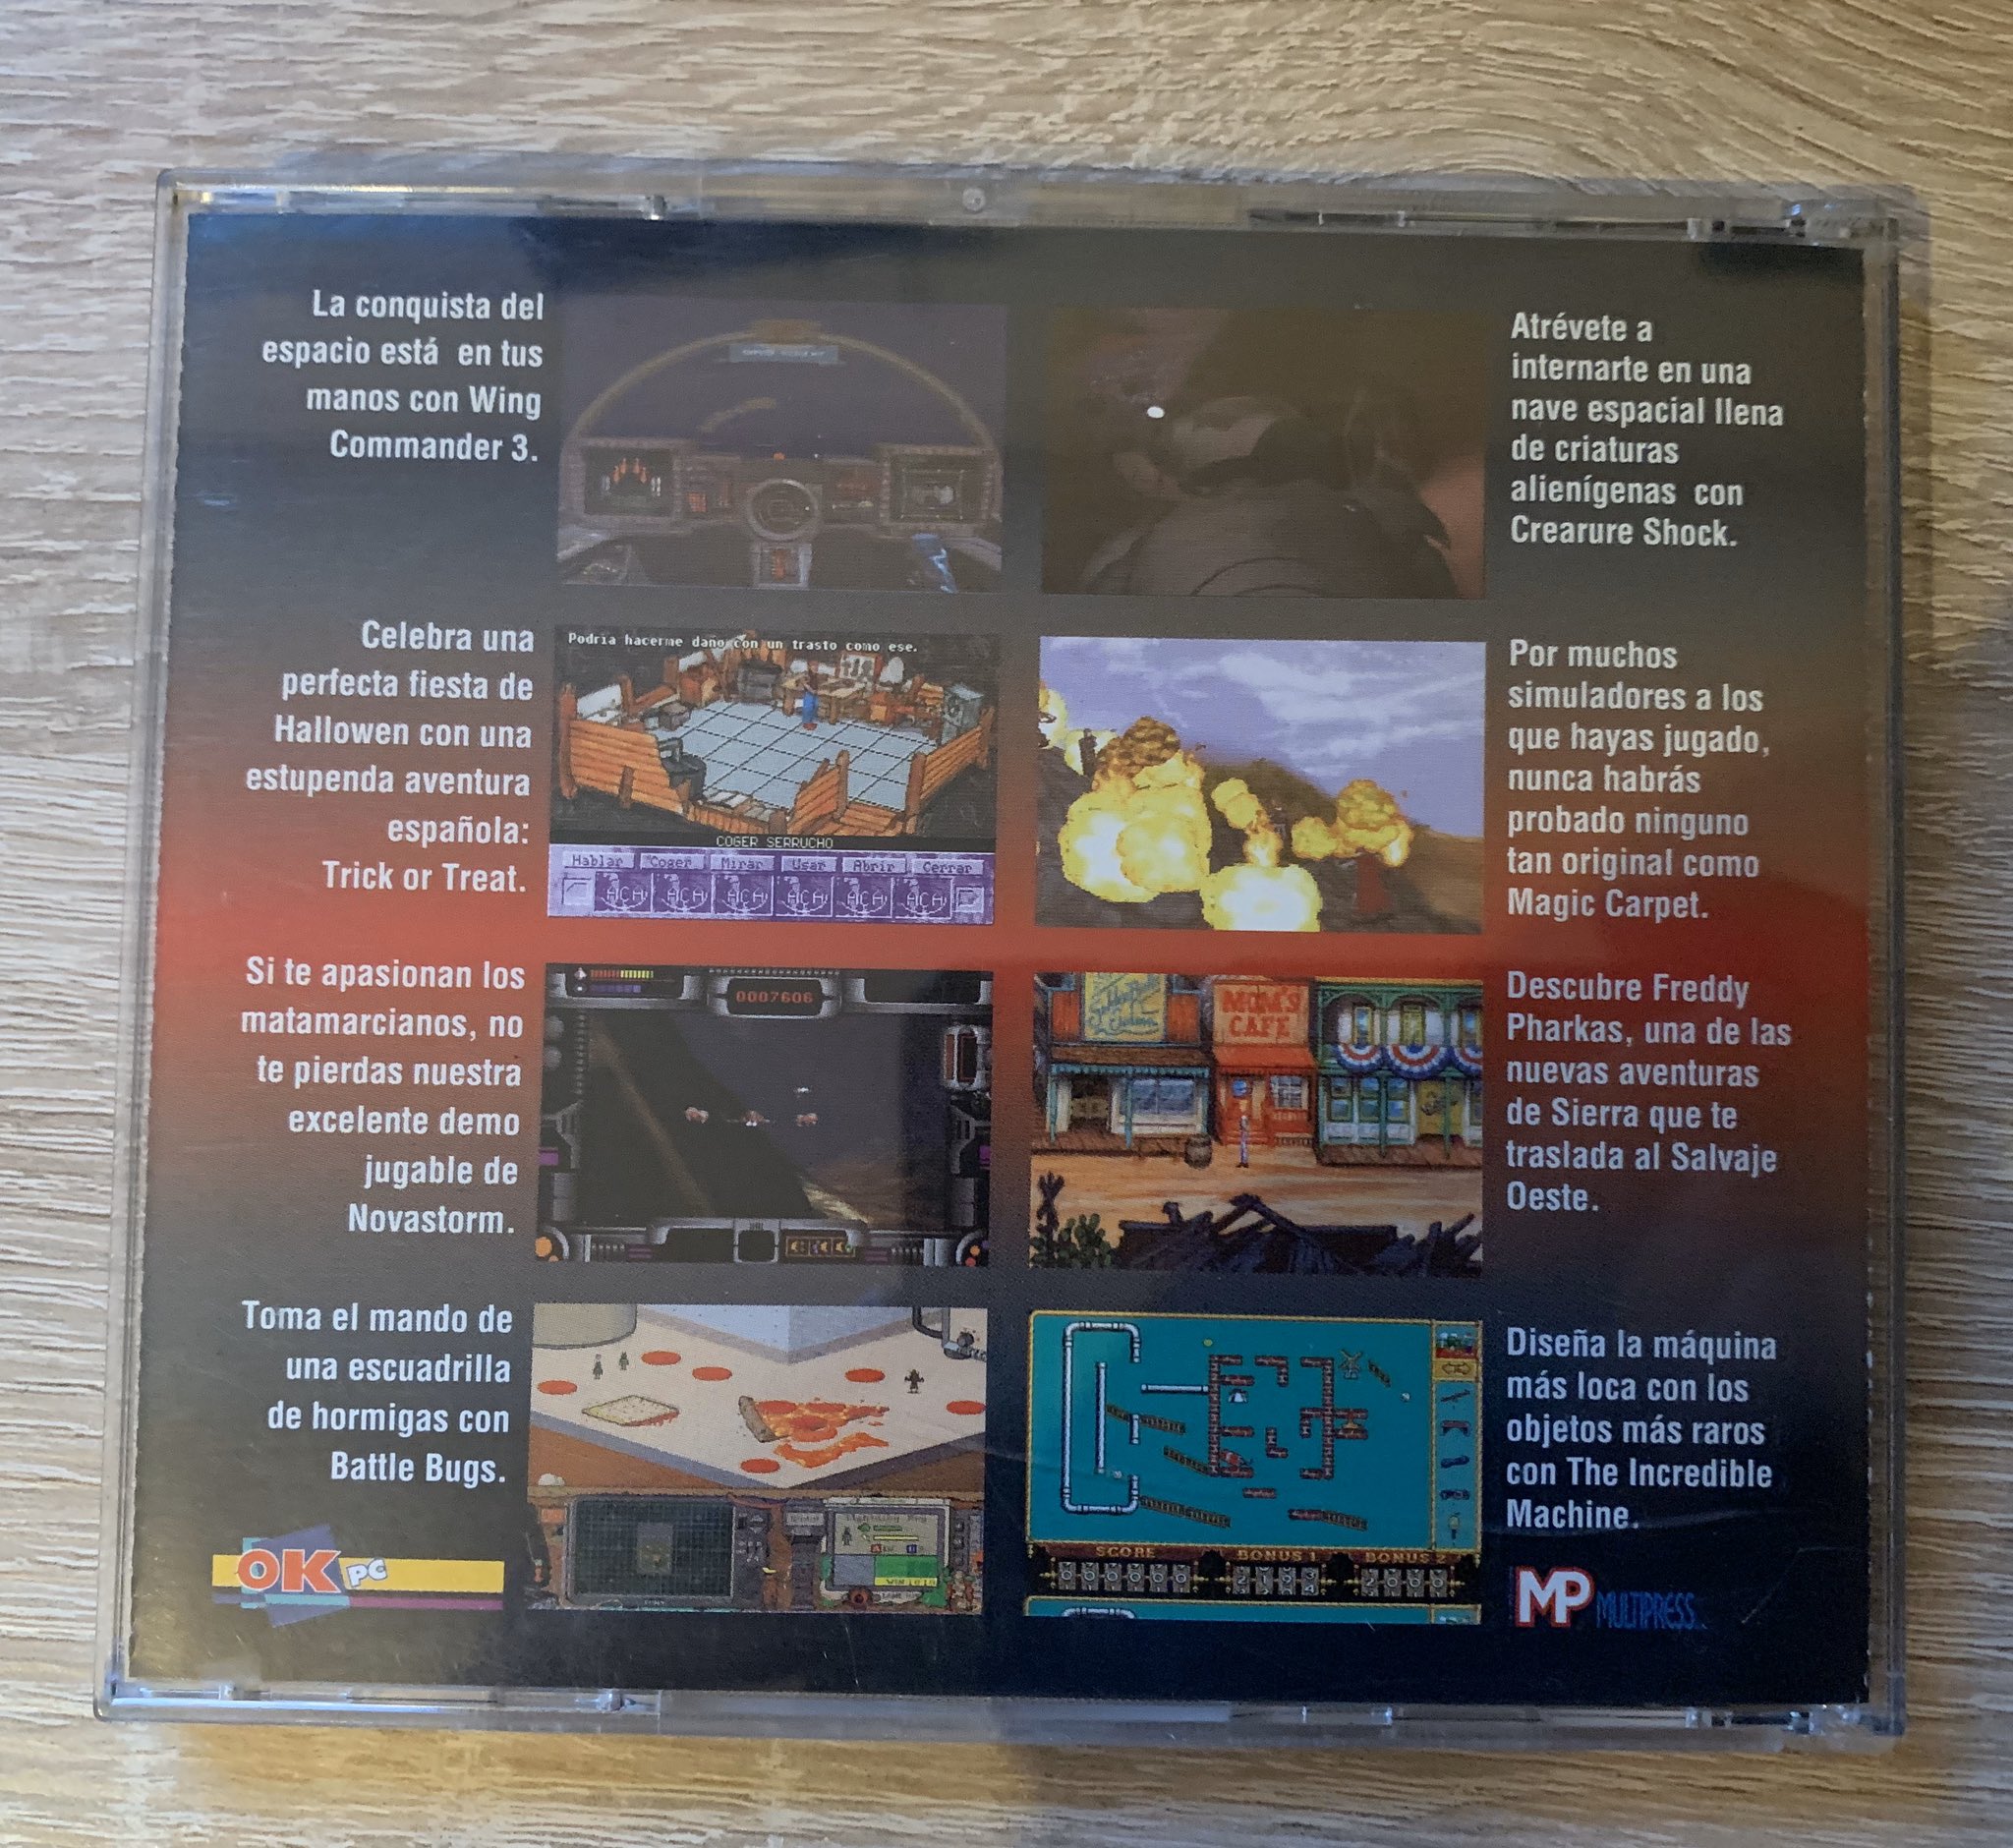 La conquista del
espacio está en tus
manos con Wing
Commander 3.
Atrévete a
internarte en una
nave espacial llena
de criaturas
alienígenas con
Crearure Shock.
Celebra una
perfecta fiesta de
Hallowen con una
estupenda aventura
española:
Trick or Treat.
Podría hacerme daño con un trasto como ese.
COGER SERRUCHO
Hablar Coger Mirar Usar Abrir Cerrar
Por muchos
simuladores a los
que hayas jugado,
nunca habrás
probado ninguno
tan original como
Magic Carpet.
Si te apasionan los
matamarcianos, no
te pierdas nuestra
excelente demo
jugable de
Novastorm.
0007606
MOM'S
CAFE
Descubre Freddy
Pharkas, una de las
nuevas aventuras
de Sierra que te
traslada al Salvaje
Oeste.
Toma el mando de
una escuadrilla
de hormigas con
Battle Bugs.
SCORE BONUS 1 BONUS 2
Diseña la máquina
más loca con los
objetos más raros
con The Incredible
Machine.
OK PC
MP MULTIPRESS